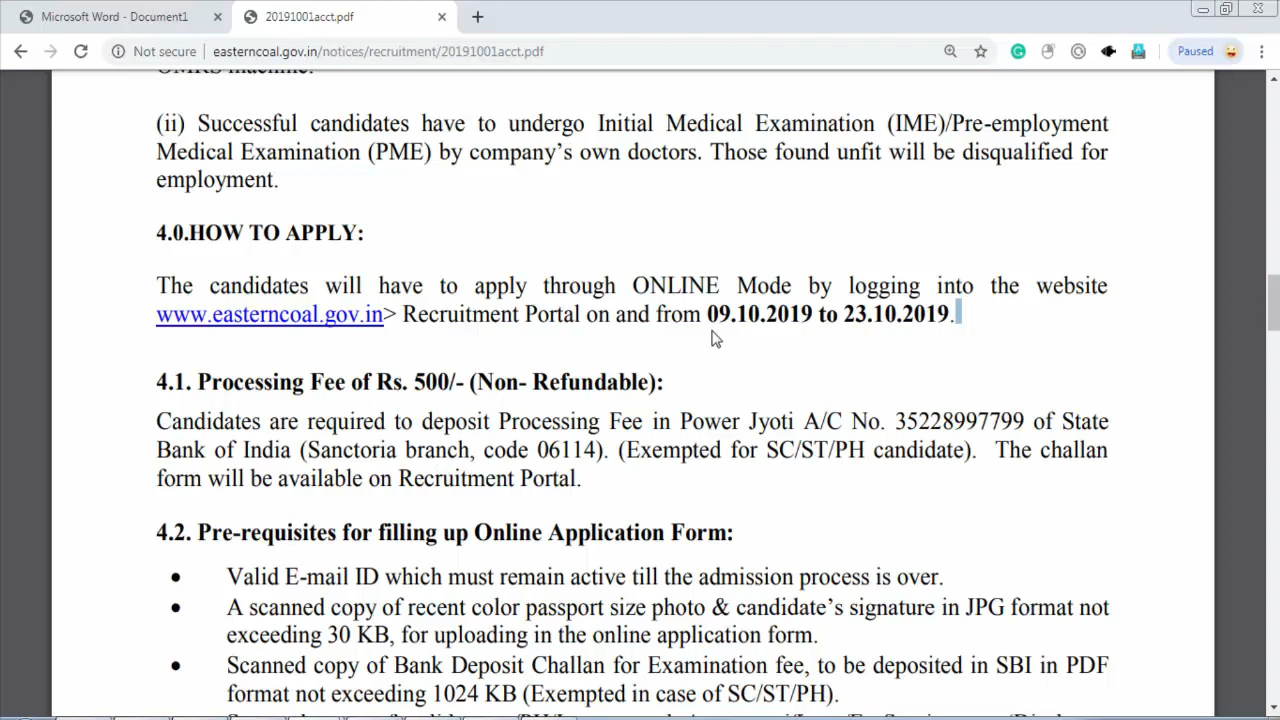 Microsoft Word - Document1
20191001acct.pdf
Not secure
easterncoal.gov.in/notices/recruitment/20191001acct.pdf
Paused
OMRS machine.
(ii) Successful candidates have to undergo Initial Medical Examination (IME)/Pre-employment
Medical Examination (PME) by company's own doctors. Those found unfit will be disqualified for
employment.
4.0.HOW TO APPLY:
The candidates will have to apply through ONLINE Mode by logging into the website
www.easterncoal.gov.in> Recruitment Portal on and from 09.10.2019 to 23.10.2019.
4.1. Processing Fee of Rs. 500/- (Non- Refundable):
Candidates are required to deposit Processing Fee in Power Jyoti A/C No. 35228997799 of State
Bank of India (Sanctoria branch, code 06114). (Exempted for SC/ST/PH candidate). The challan
form will be available on Recruitment Portal.
4.2. Pre-requisites for filling up Online Application Form:
• Valid E-mail ID which must remain active till the admission process is over.
• A scanned copy of recent color passport size photo & candidate's signature in JPG format not
exceeding 30 KB, for uploading in the online application form.
• Scanned copy of Bank Deposit Challan for Examination fee, to be deposited in SBI in PDF
format not exceeding 1024 KB (Exempted in case of SC/ST/PH).